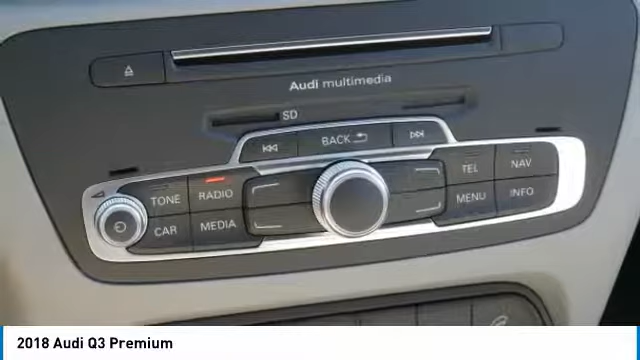 Audi multimedia
SD
BACK
TONE RADIO TEL NAV
CAR MEDIA MENU INFO
2018 Audi Q3 Premium